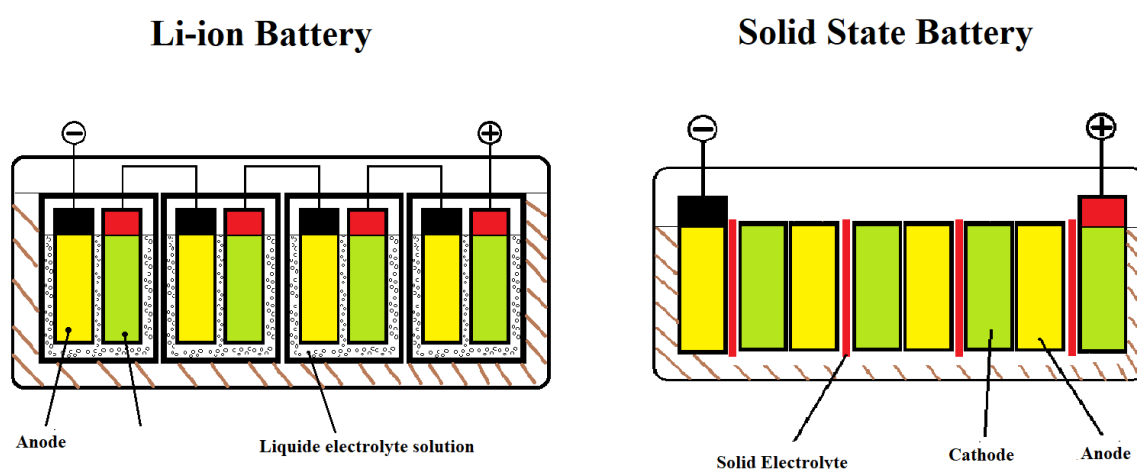 Li-ion Battery
Solid State Battery
Anode
Liquide electrolyte solution
Solid Electrolyte
Cathode
Anode